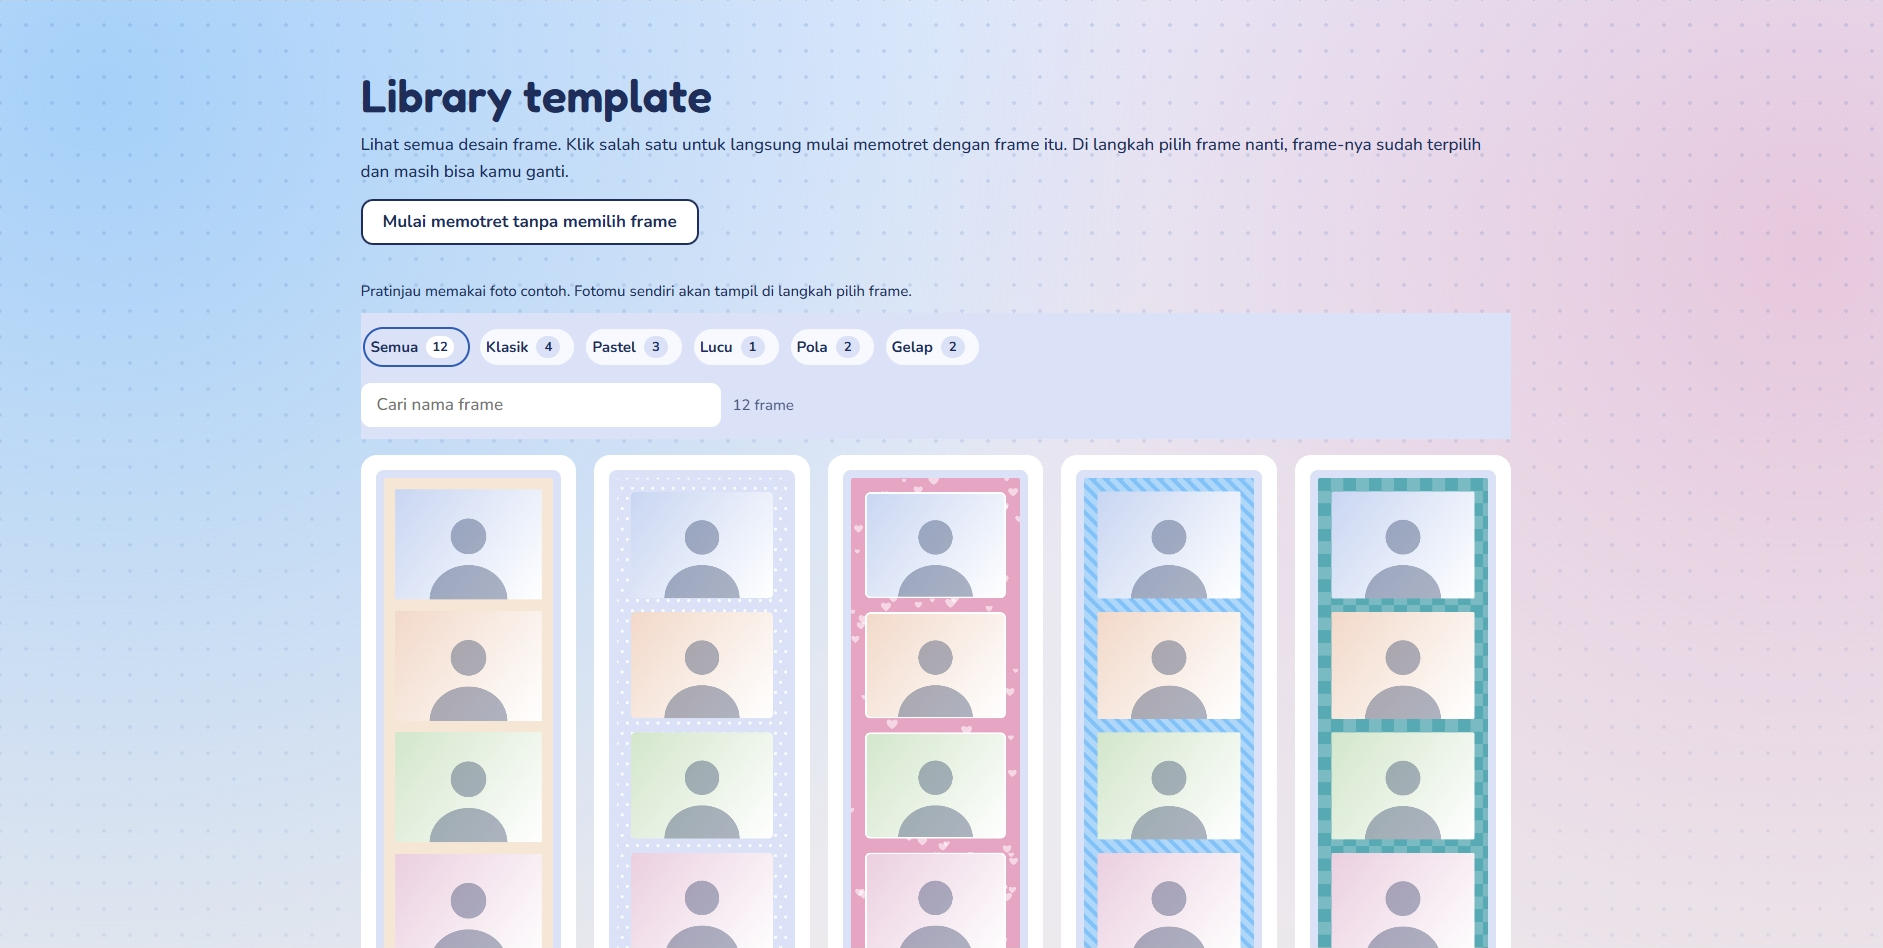 Library template
Lihat semua desain frame. Klik salah satu untuk langsung mulai memotret dengan frame itu. Di langkah pilih frame nanti, frame-nya sudah terpilih
dan masih bisa kamu ganti.
Mulai memotret tanpa memilih frame
Pratinjau memakai foto contoh. Fotomu sendiri akan tampil di langkah pilih frame.
Semua 12 Klasik 4 Pastel 3 Lucu 1 Pola 2 Gelap 2
Cari nama frame 12 frame